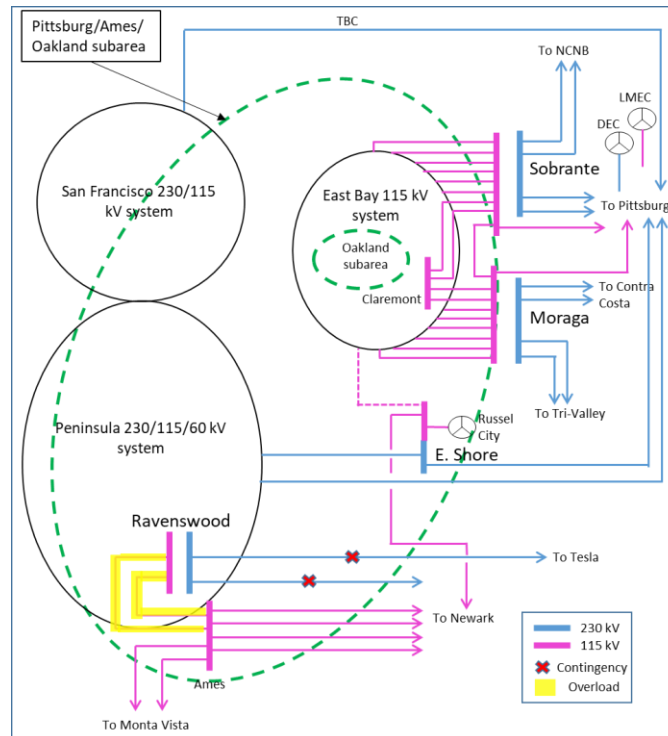 Pittsburg/Ames/
Oakland subarea
TBC
To NCNB
LMEC
DEC
Sobrante
San Francisco 230/115
kV system
East Bay 115
kV system
To Pittsburg
Oakland
subarea
Claremont
To Contra
Costa
Moraga
Peninsula 230/115/60 kV
system
Russel
City
To Tri-Valley
E. Shore
Ravenswood
To Tesla
To Newark
230 kV
115 kV
Contingency
Overload
Ames
To Monta Vista